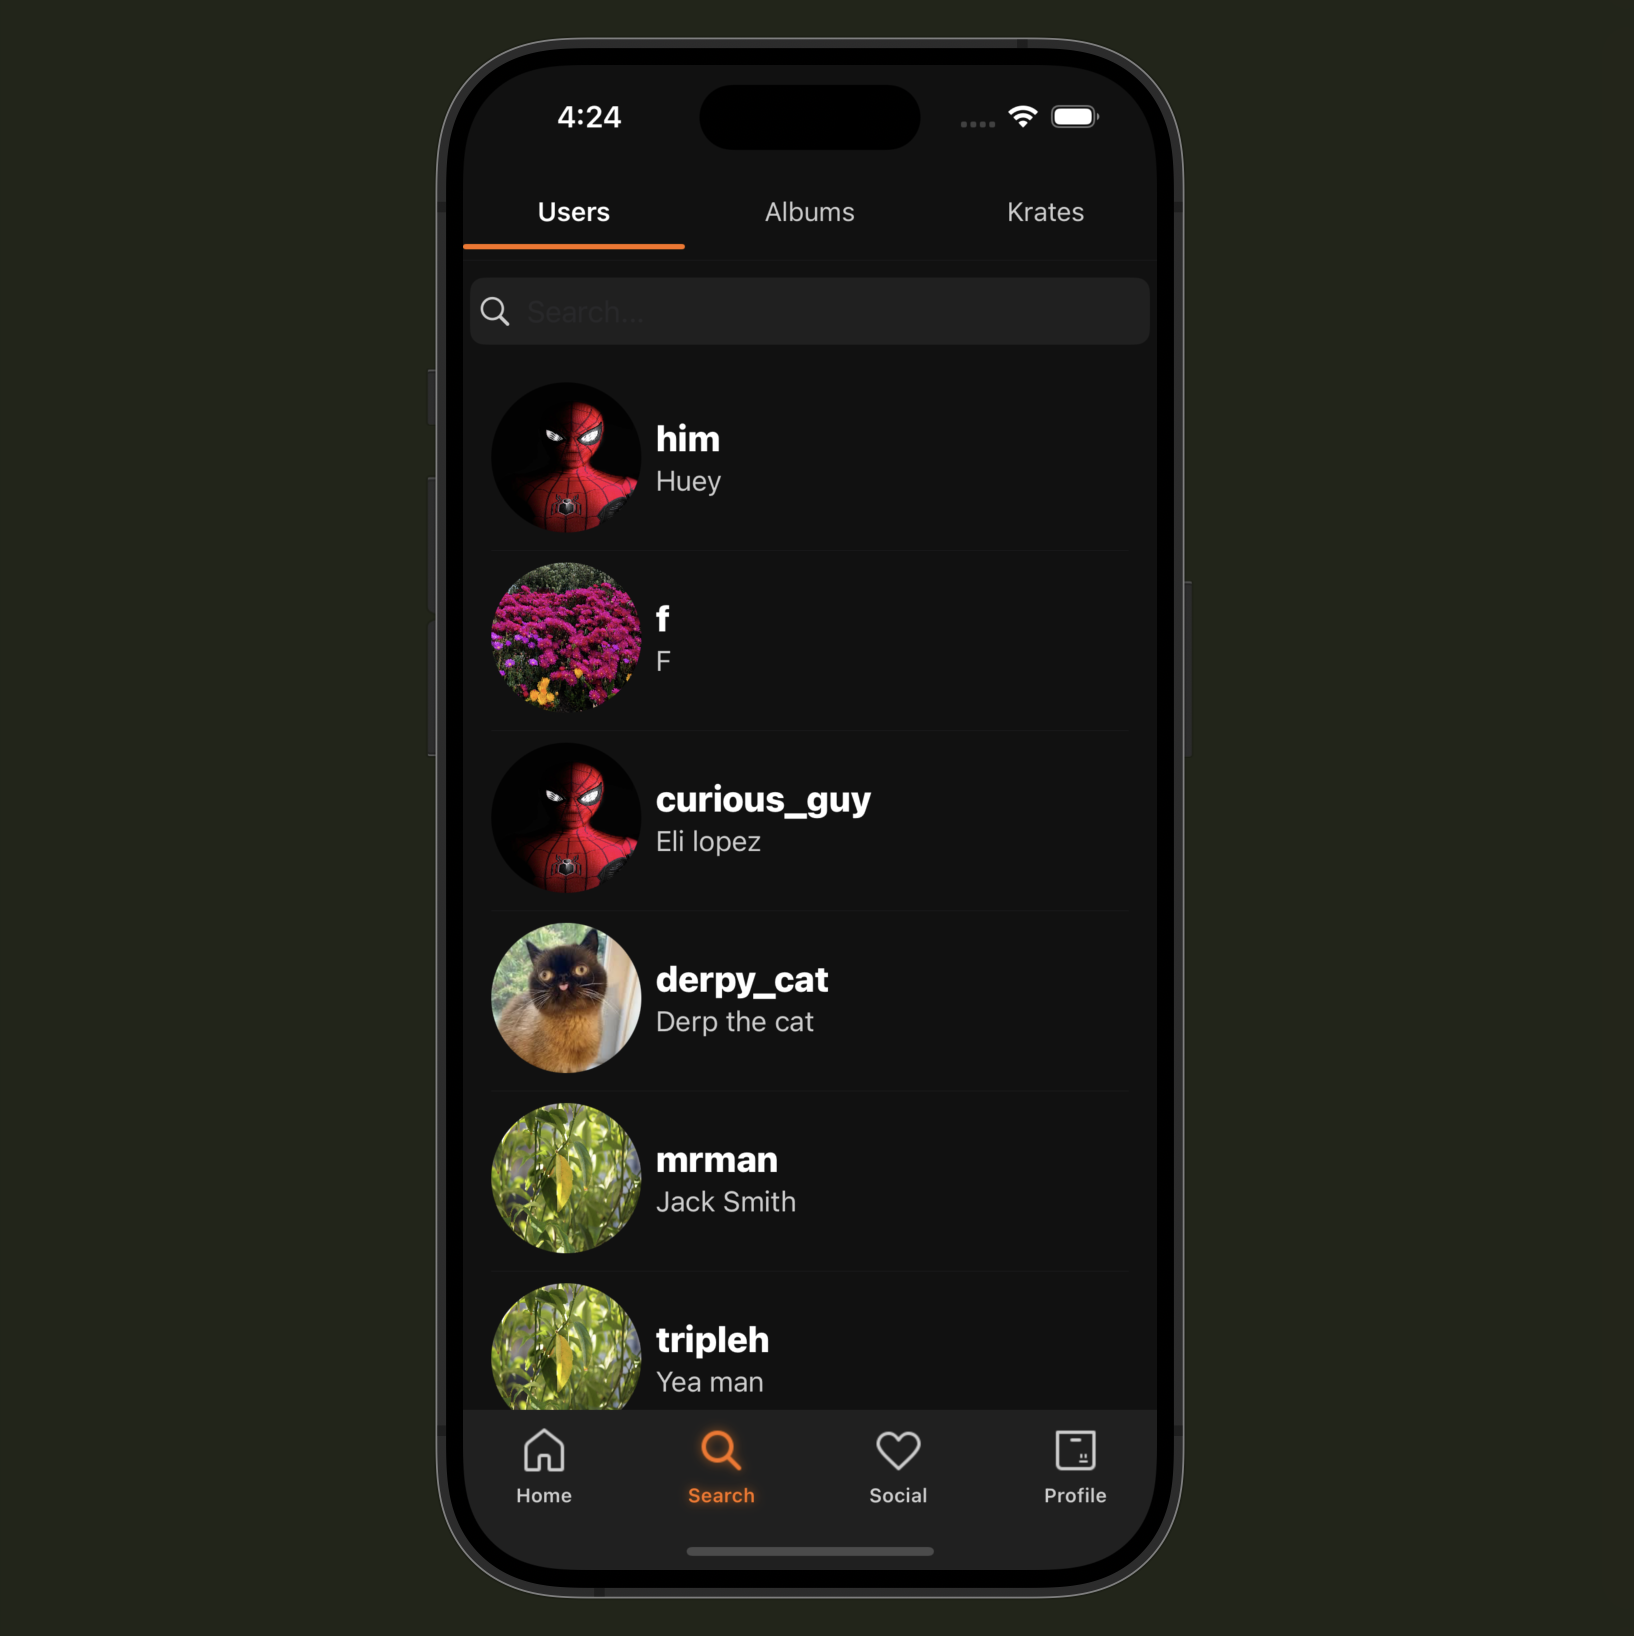 4:24
Users Albums Krates
Search...
him
Huey
f
F
curious_guy
Eli lopez
derpy_cat
Derp the cat
mrman
Jack Smith
tripleh
Yea man
Home Search Social Profile